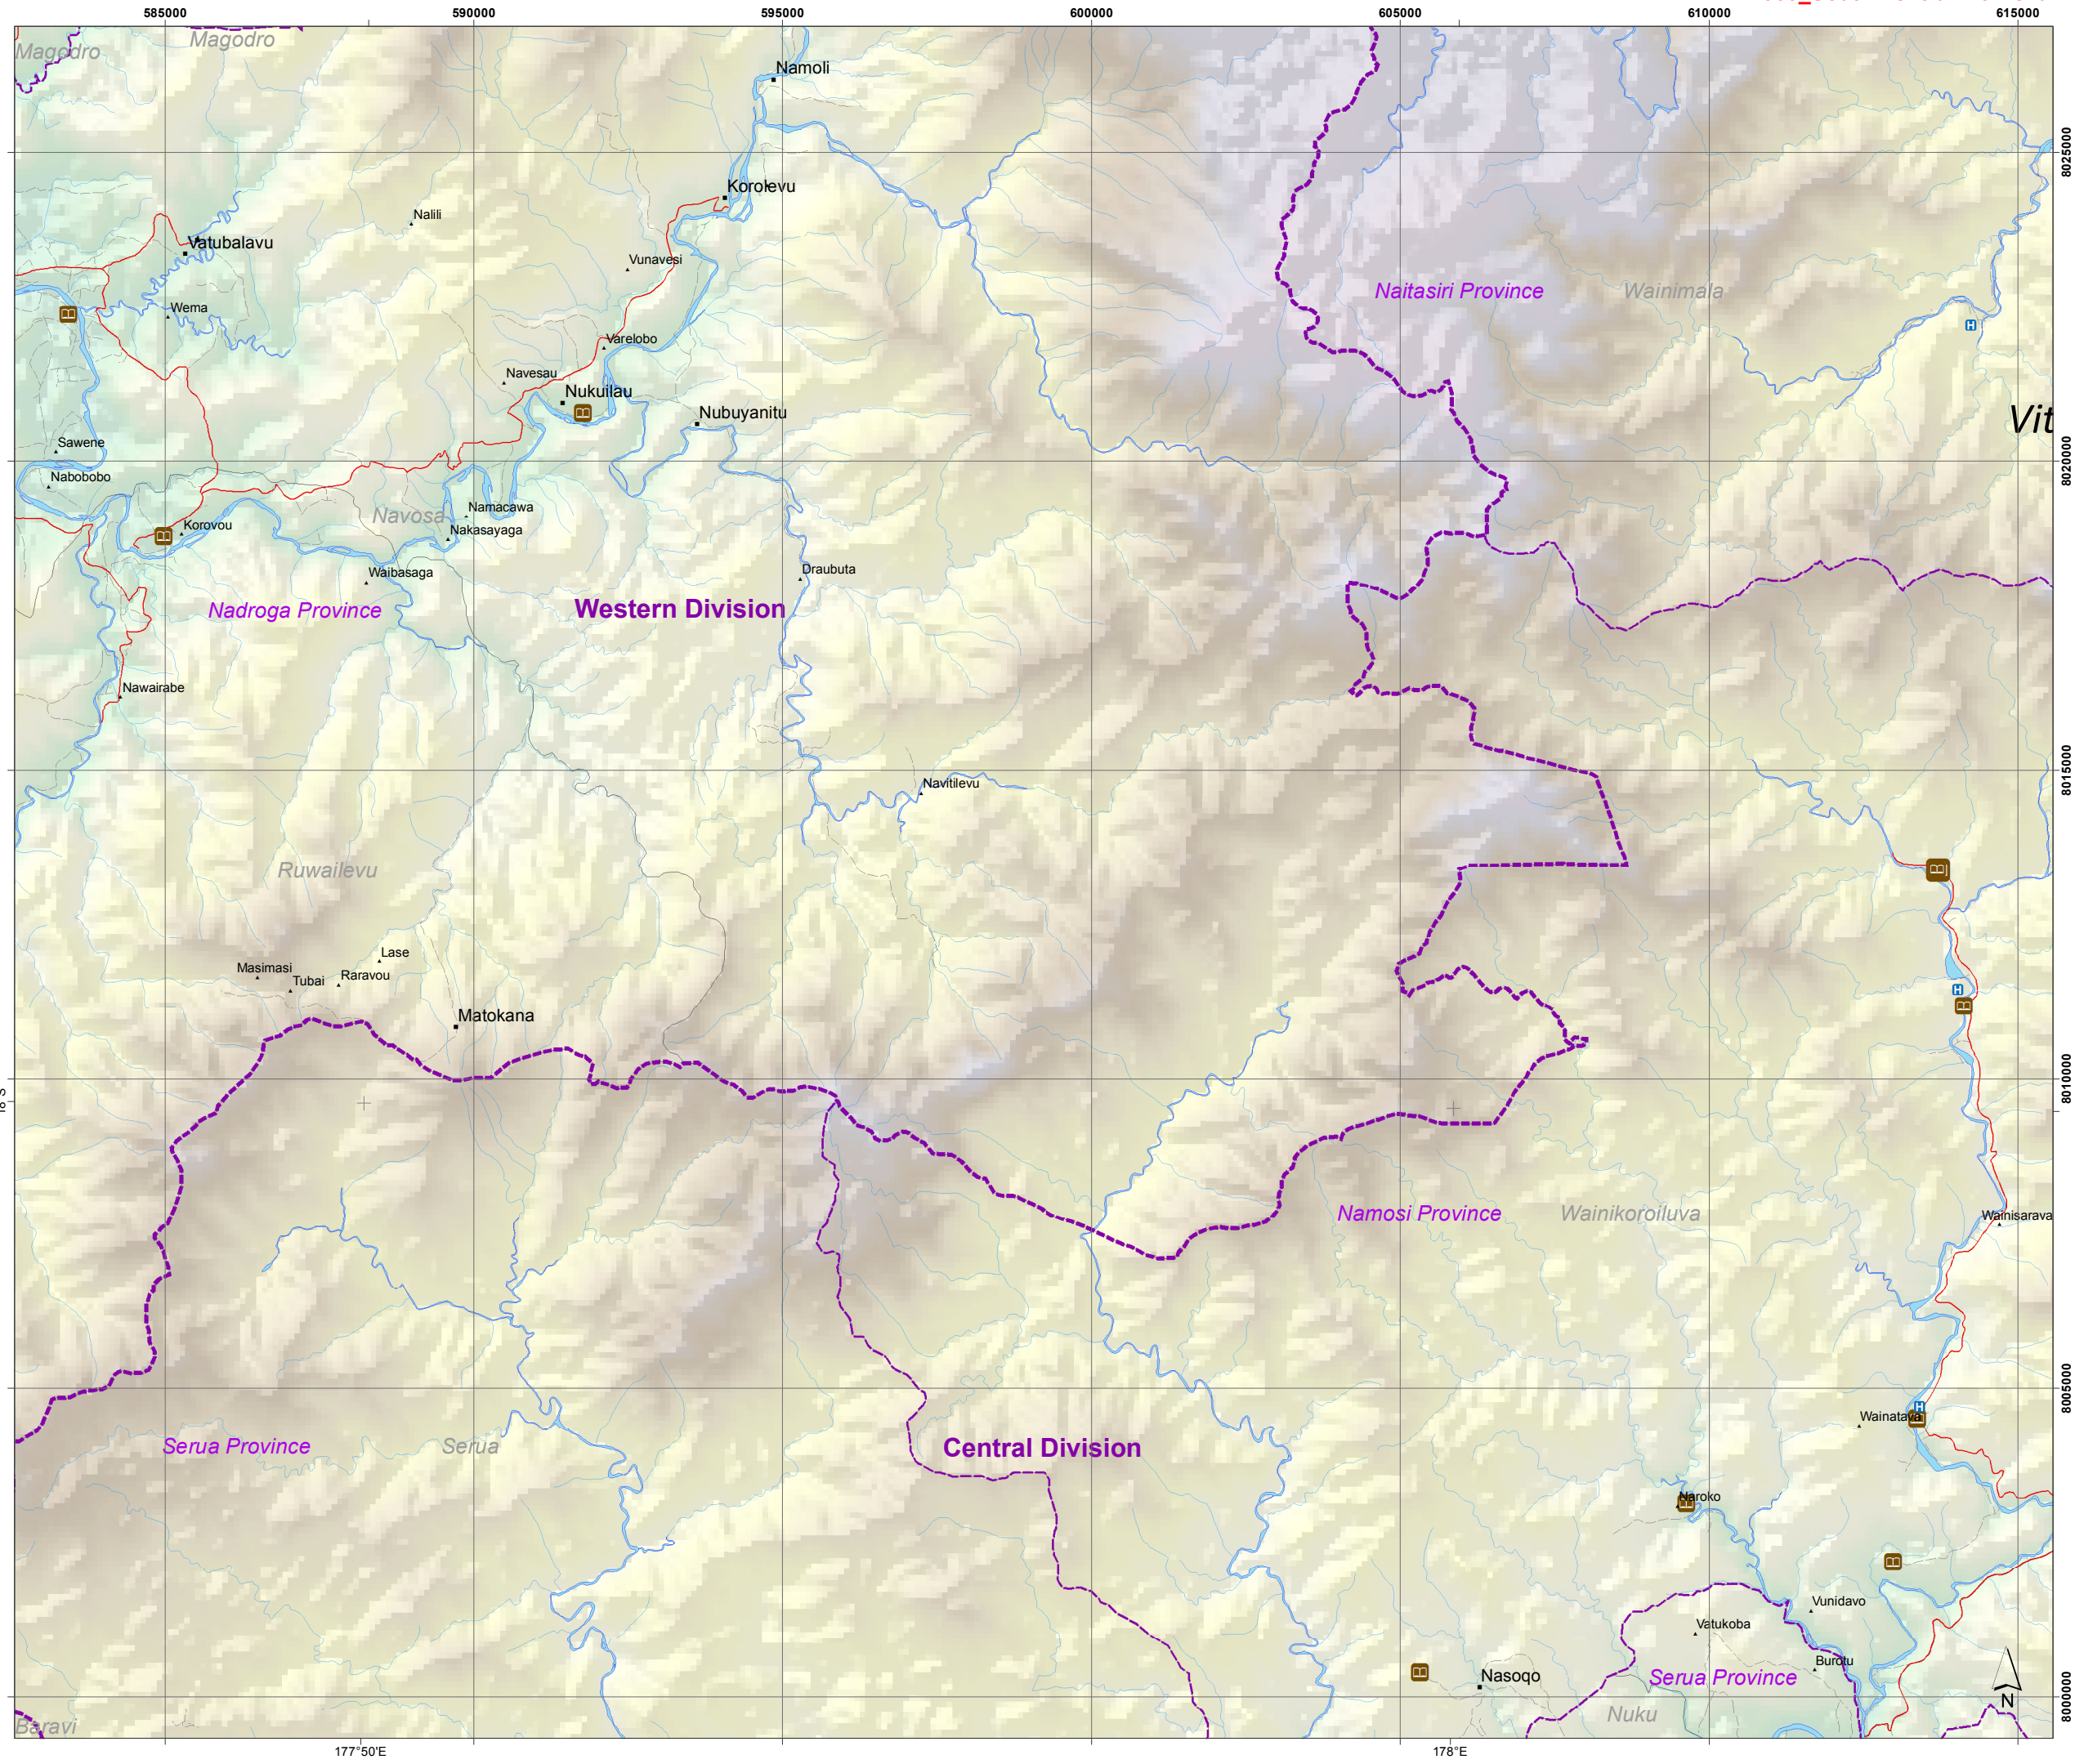 585000 590000 595000 600000 605000 610000 615000
Magodro
Magodro
Namoli
8025000
Korolevu
Nalili
Vatubalavu
Vunavesi
Naitasiri Province
Wainimala
Wema
H
Varelobo
Navesau
Nukuilau
Nubuyanitu
Vit
Sawene
8020000
Nabobobo
Namacawa
Navosa
Korovou
Nakasayaga
Draubuta
Waibasaga
Nadroga Province
Western Division
Nawairabe
8015000
Navitilevu
Ruwailevu
Lase
Masimasi
Raravou
Tubai
H
Matokana
8010000
Namosi Province
Wainikoroiluva
Wainisarava
8005000
H
Wainatava
Serua Province
Serua
Central Division
Naroko
Vunidavo
Vatukoba
Burotu
Nasoqo
Serua Province
8000000
N
Nuku
Baravi
177°50'E
178°E